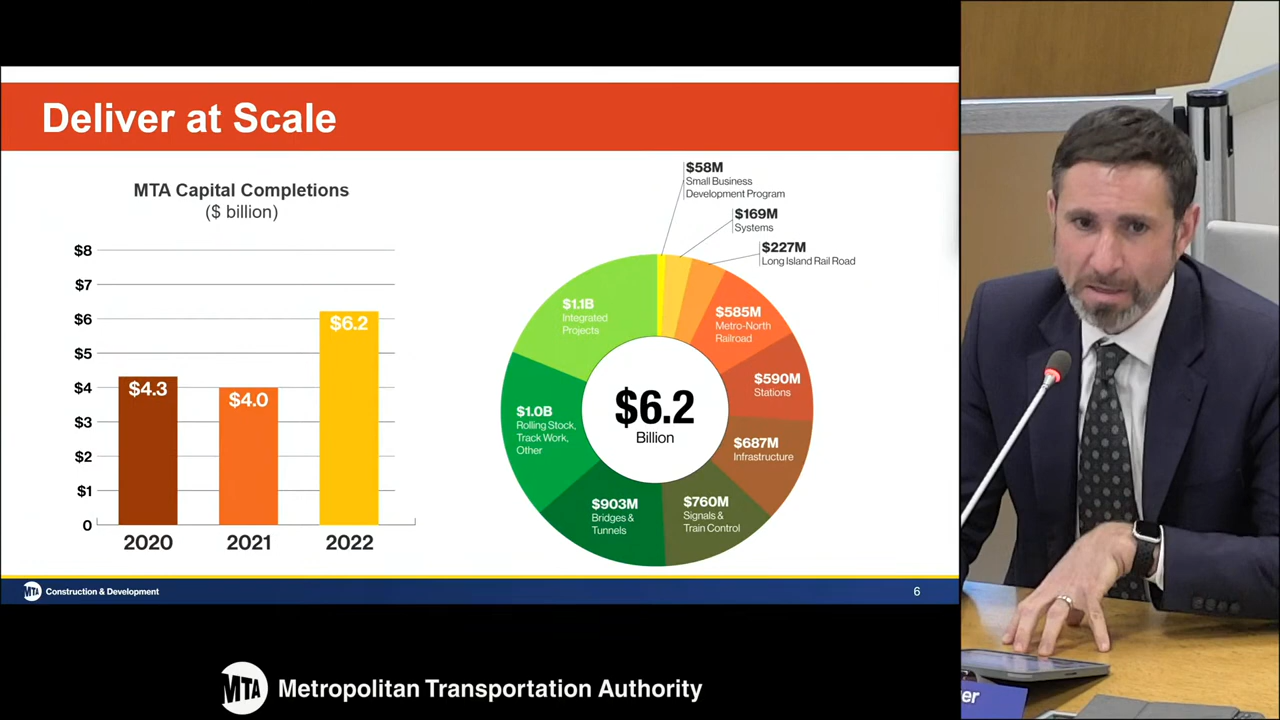 Deliver at Scale
MTA Capital Completions
($ billion)
$8
$7
$6
$5
$4
$3
$2
$1
0
$4.3
$4.0
$6.2
2020
2021
2022
$58M
Small Business
Development Program
$169M
Systems
$227M
Long Island Rail Road
$585M
Metro-North
Railroad
$590M
Stations
$687M
Infrastructure
$760M
Signals &
Train Control
$903M
Bridges &
Tunnels
$1.0B
Rolling Stock,
Track Work,
Other
$1.1B
Integrated
Projects
$6.2
Billion
MTA Construction & Development
6
MTA Metropolitan Transportation Authority